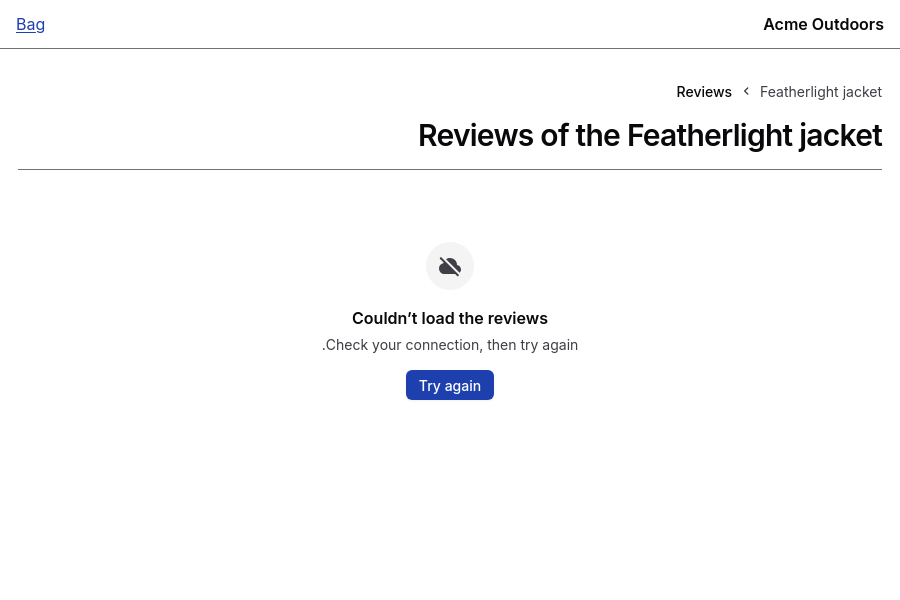 Acme Outdoors
Bag
Featherlight jacket
Reviews
Reviews of the Featherlight jacket
Couldn’t load the reviews
Check your connection, then try again.
Try again